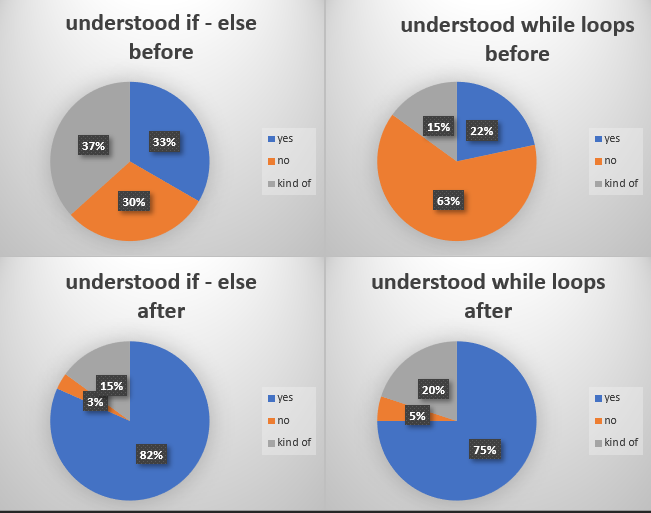 understood if - else
before
37%
33%
30%
yes
no
kind of
understood while loops
before
15%
22%
63%
yes
no
kind of
understood if - else
after
15%
3%
82%
yes
no
kind of
understood while loops
after
20%
5%
75%
yes
no
kind of